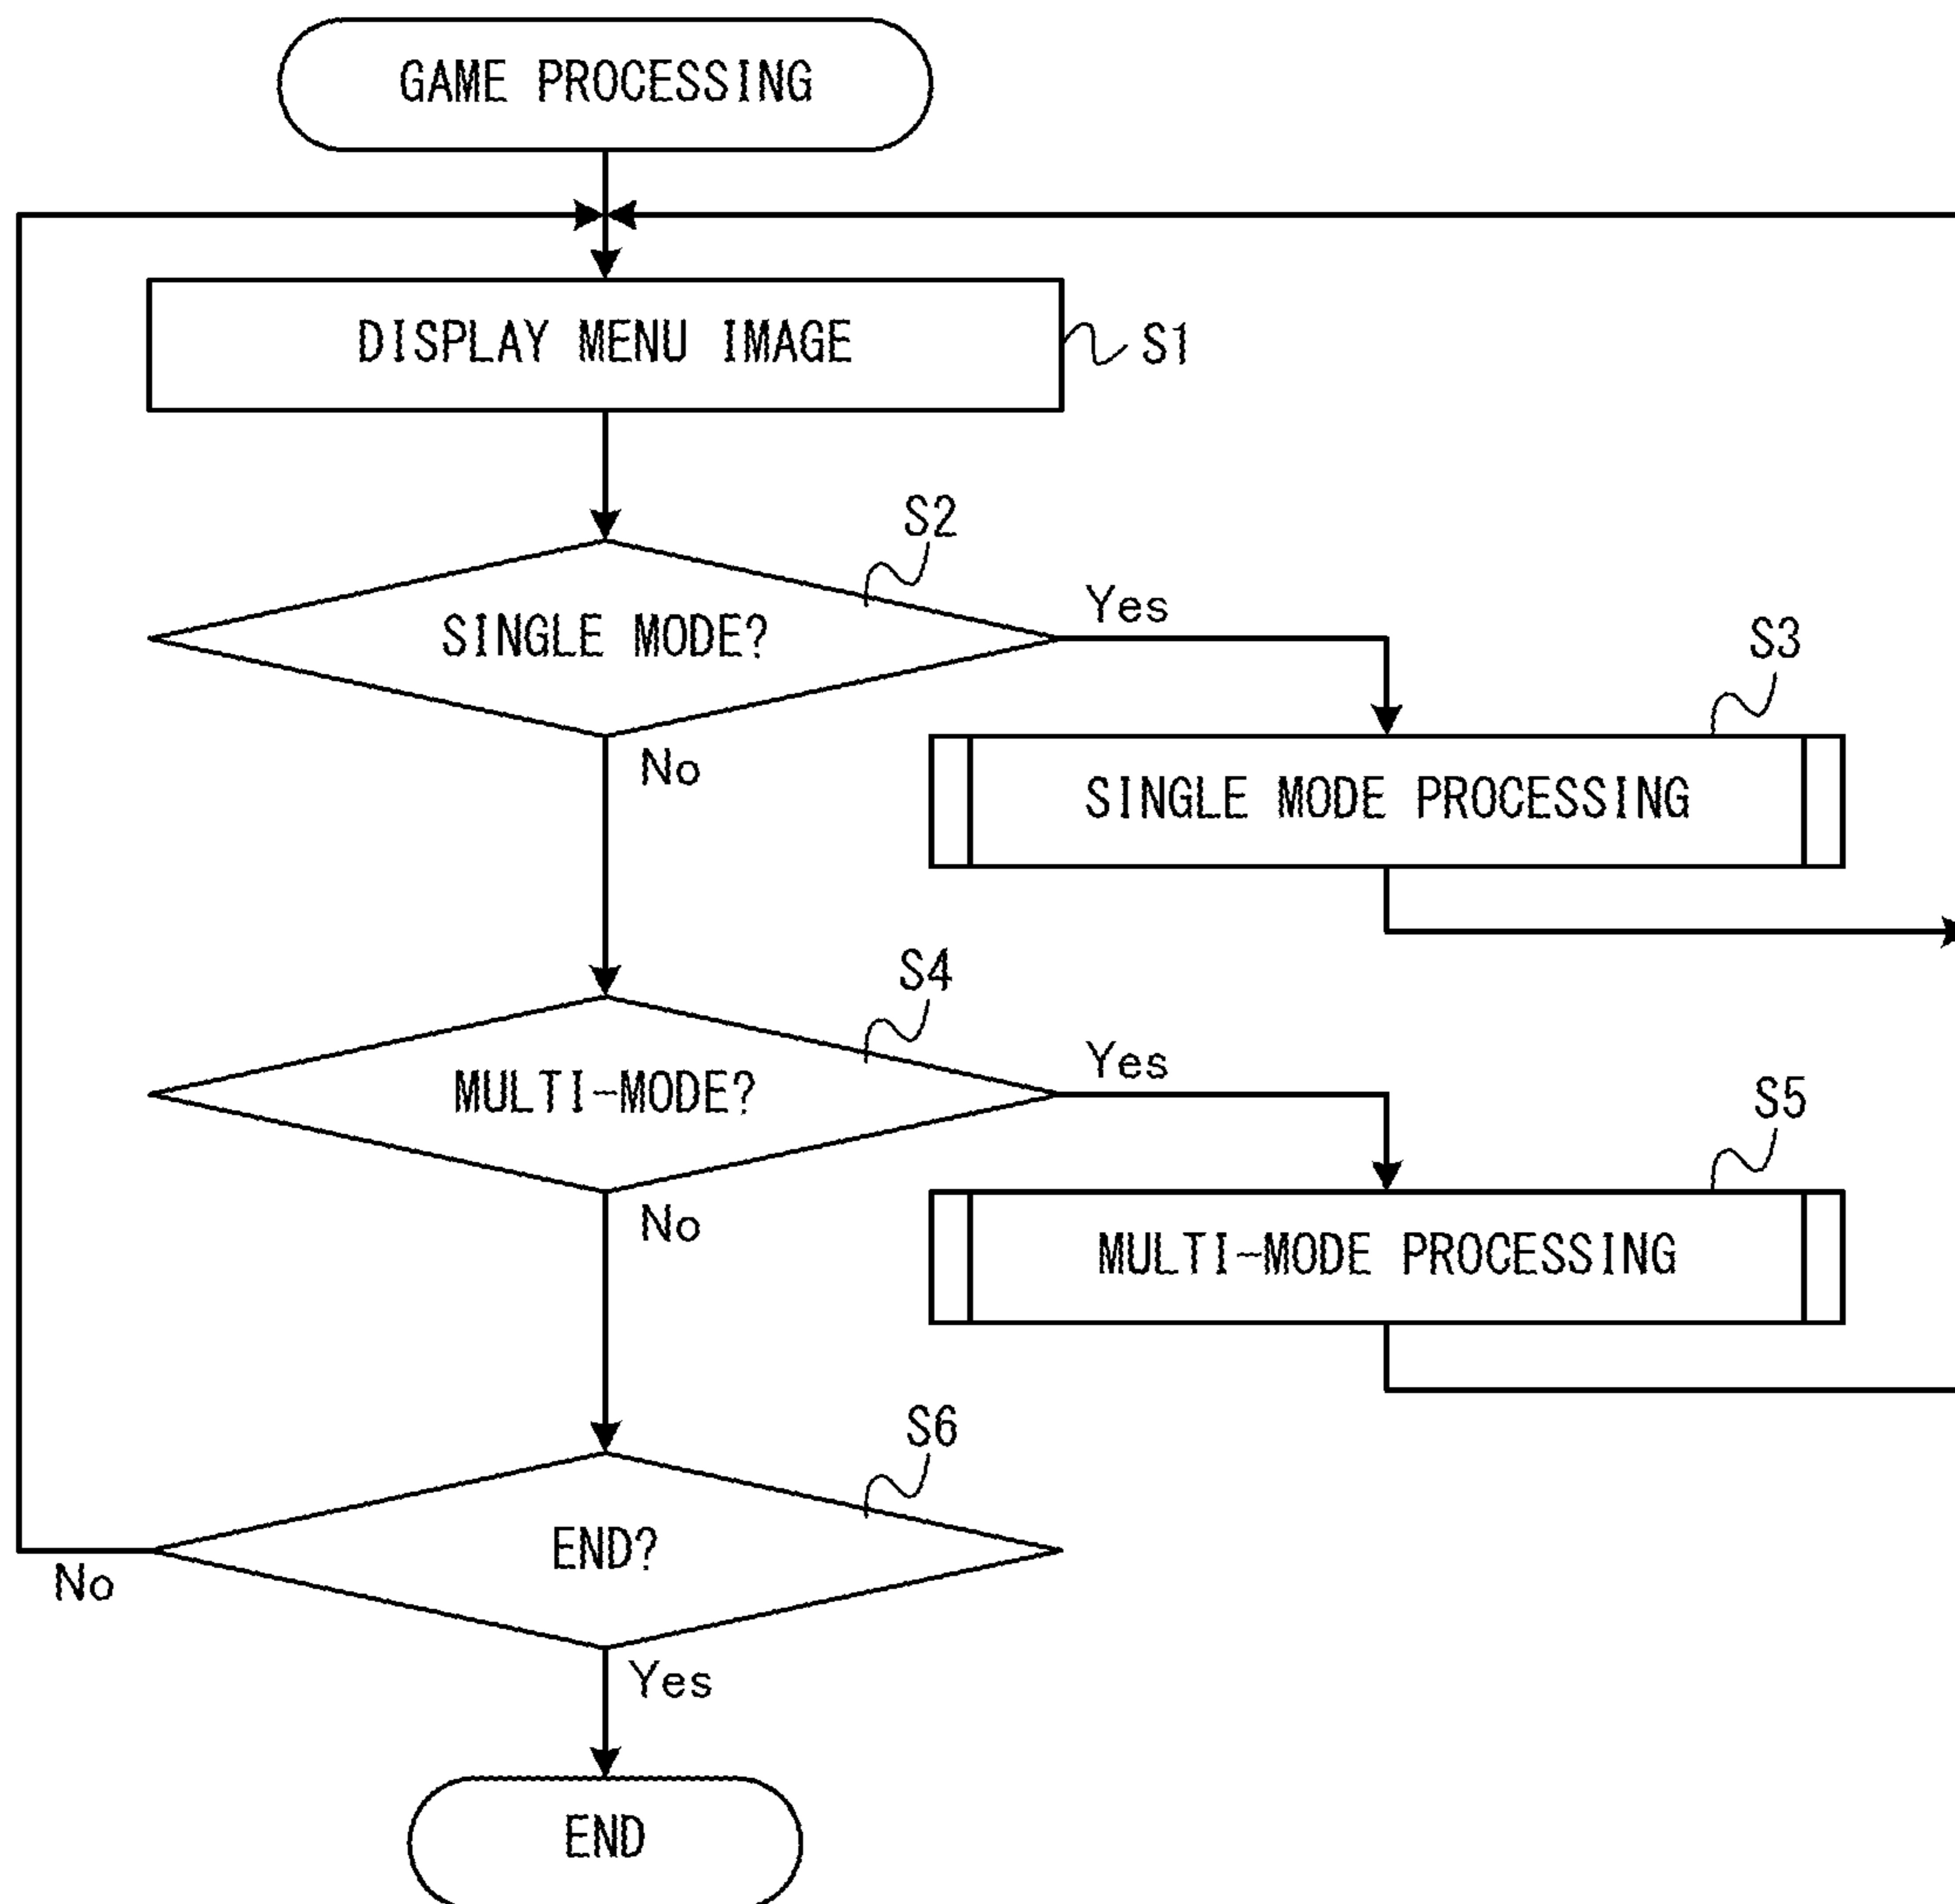 GAME PROCESSING
DISPLAY MENU IMAGE
S1
S2
SINGLE MODE?
Yes
No
S3
SINGLE MODE PROCESSING
S4
MULTI-MODE?
Yes
No
S5
MULTI-MODE PROCESSING
S6
END?
No
Yes
END